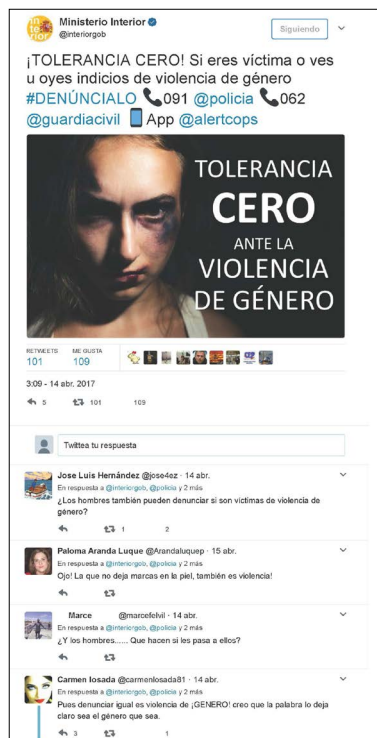 Ministerio Interior
@interiorgob
Siguiendo
¡TOLERANCIA CERO! Si eres víctima o ves
u oyes indicios de violencia de género
#DENÚNCIALO 091 @policia 062
@guardiacivil App @alertcops
TOLERANCIA
CERO
ANTE LA
VIOLENCIA
DE GÉNERO
RETWEETS
101
ME GUSTA
109
3:09 - 14 abr. 2017
5 101 109
Twittea tu respuesta
Jose Luis Hernández @jose4ez · 14 abr.
En respuesta a @interiorgob, @policia y 2 más
¿Los hombres también pueden denunciar si son víctimas de violencia de
género?
1 2
Paloma Aranda Luque @Arandaluquep · 15 abr.
En respuesta a @interiorgob, @policia y 2 más
Ojo! La que no deja marcas en la piel, también es violencia!
Marce @marcefelvil · 14 abr.
En respuesta a @interiorgob, @policia y 2 más
¿Y los hombres...... Que hacen si les pasa a ellos?
Carmen losada @carmenlosada81 · 14 abr.
En respuesta a @interiorgob, @policia y 2 más
Pues denunciar igual es violencia de ¡GENERO! creo que la palabra lo deja
claro sea el género que sea.
3 1